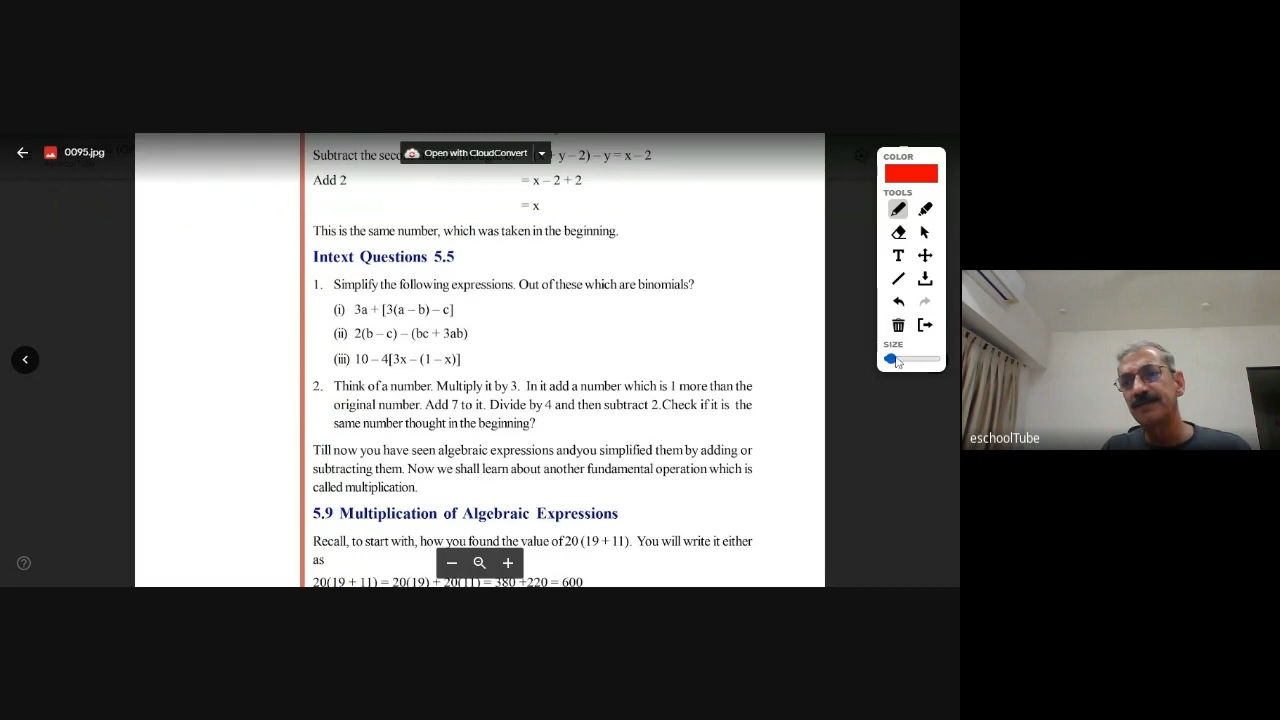 0095.jpg
Open with CloudConvert
Subtract the sec y – 2) – y = x – 2
Add 2 = x – 2 + 2
= x
This is the same number, which was taken in the beginning.
Intext Questions 5.5
1. Simplify the following expressions. Out of these which are binomials?
(i) 3a + [3(a – b) – c]
(ii) 2(b – c) – (bc + 3ab)
(iii) 10 – 4[3x – (1 – x)]
2. Think of a number. Multiply it by 3. In it add a number which is 1 more than the
original number. Add 7 to it. Divide by 4 and then subtract 2.Check if it is the
same number thought in the beginning?
Till now you have seen algebraic expressions andyou simplified them by adding or
subtracting them. Now we shall learn about another fundamental operation which is
called multiplication.
5.9 Multiplication of Algebraic Expressions
Recall, to start with, how you found the value of 20 (19 + 11). You will write it either
as
20(19 + 11) = 20(19) + 20(11) = 380 +220 = 600
COLOR
TOOLS
T
SIZE
eschoolTube